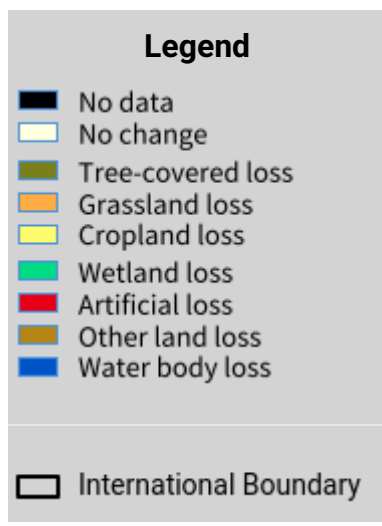 Legend
No data
No change
Tree-covered loss
Grassland loss
Cropland loss
Wetland loss
Artificial loss
Other land loss
Water body loss
International Boundary